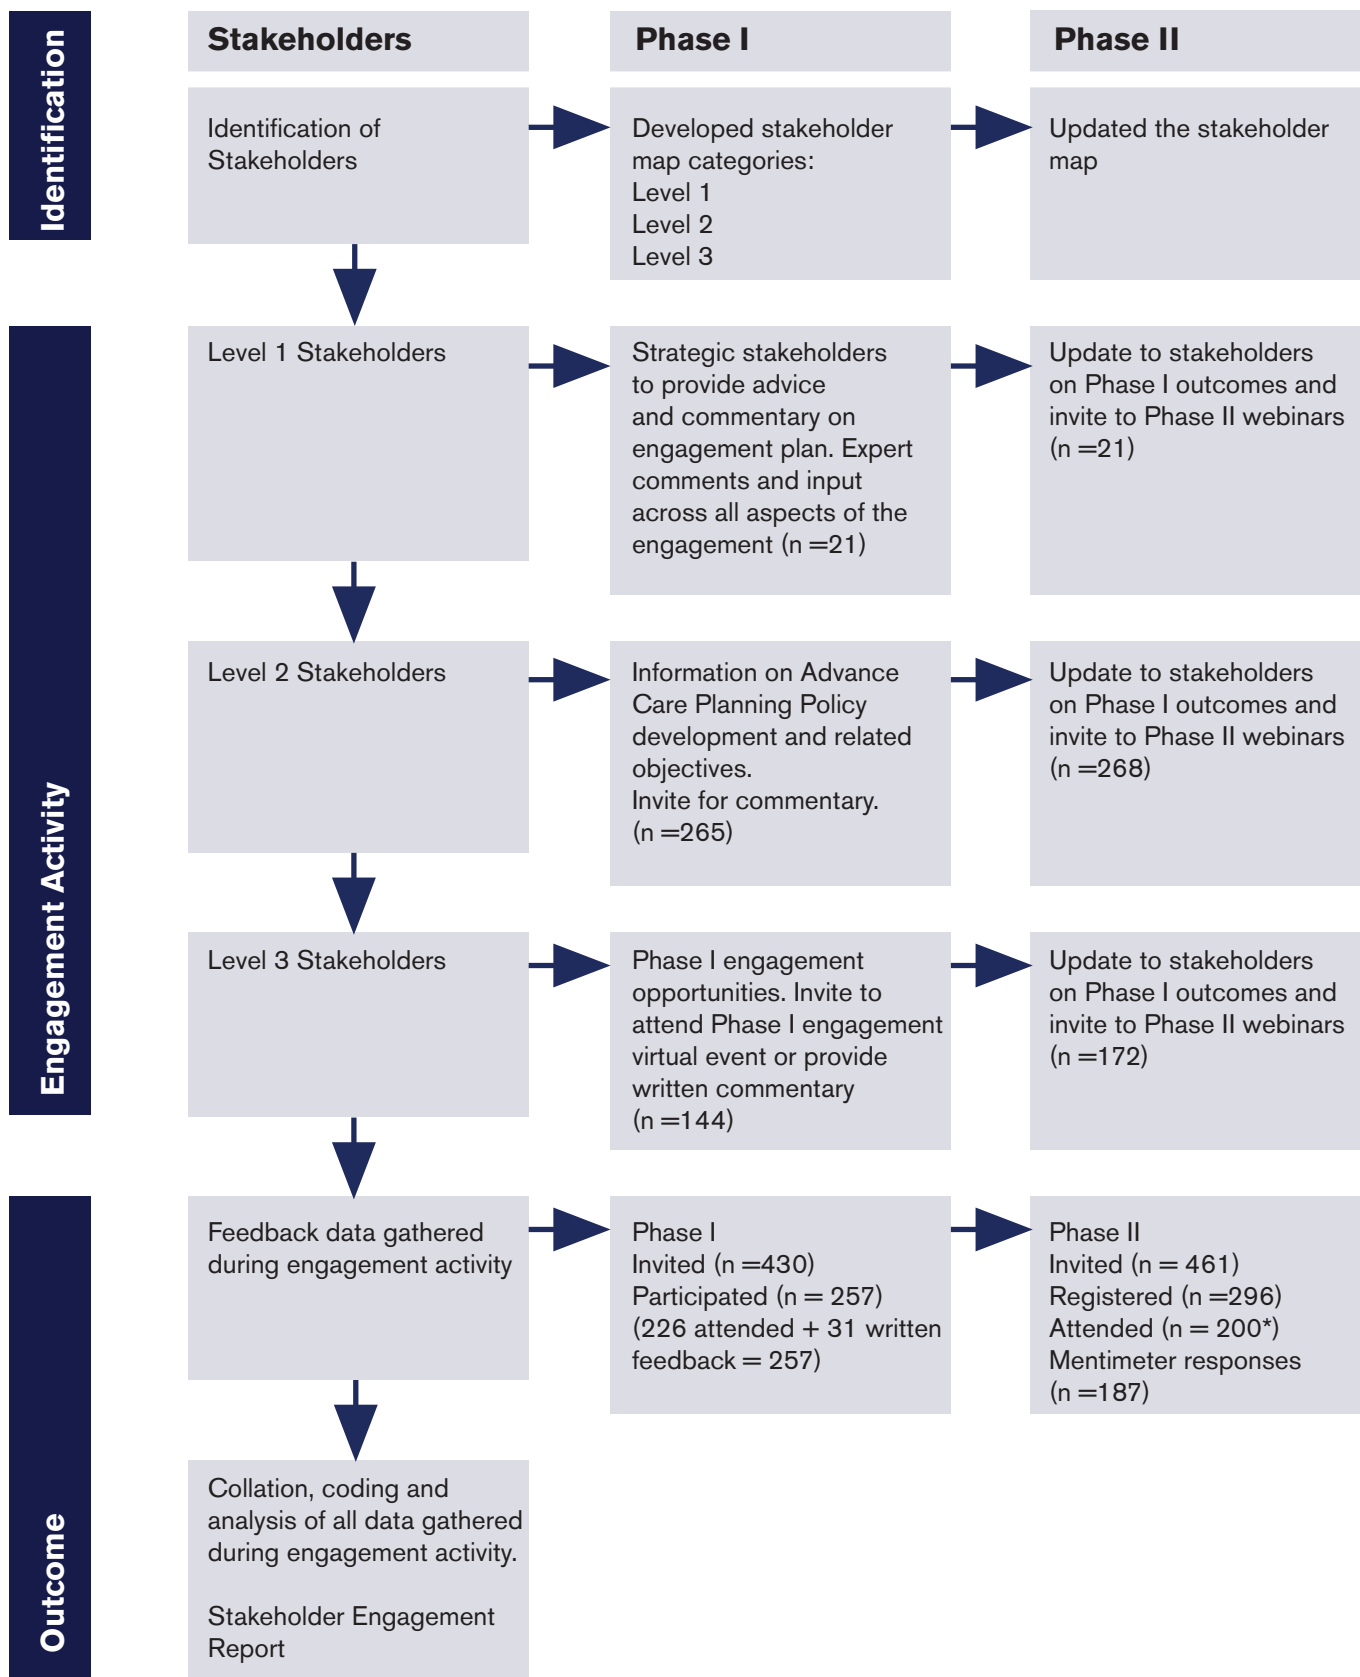 Identification
Stakeholders
Phase I
Phase II
Identification of
Stakeholders
Developed stakeholder
map categories:
Level 1
Level 2
Level 3
Updated the stakeholder
map
Engagement Activity
Level 1 Stakeholders
Strategic stakeholders
to provide advice
and commentary on
engagement plan. Expert
comments and input
across all aspects of the
engagement (n =21)
Update to stakeholders
on Phase I outcomes and
invite to Phase II webinars
(n =21)
Level 2 Stakeholders
Information on Advance
Care Planning Policy
development and related
objectives.
Invite for commentary.
(n =265)
Update to stakeholders
on Phase I outcomes and
invite to Phase II webinars
(n =268)
Level 3 Stakeholders
Phase I engagement
opportunities. Invite to
attend Phase I engagement
virtual event or provide
written commentary
(n =144)
Update to stakeholders
on Phase I outcomes and
invite to Phase II webinars
(n =172)
Outcome
Feedback data gathered
during engagement activity
Phase I
Invited (n =430)
Participated (n = 257)
(226 attended + 31 written
feedback = 257)
Phase II
Invited (n = 461)
Registered (n =296)
Attended (n = 200*)
Mentimeter responses
(n =187)
Collation, coding and
analysis of all data gathered
during engagement activity.
Stakeholder Engagement
Report